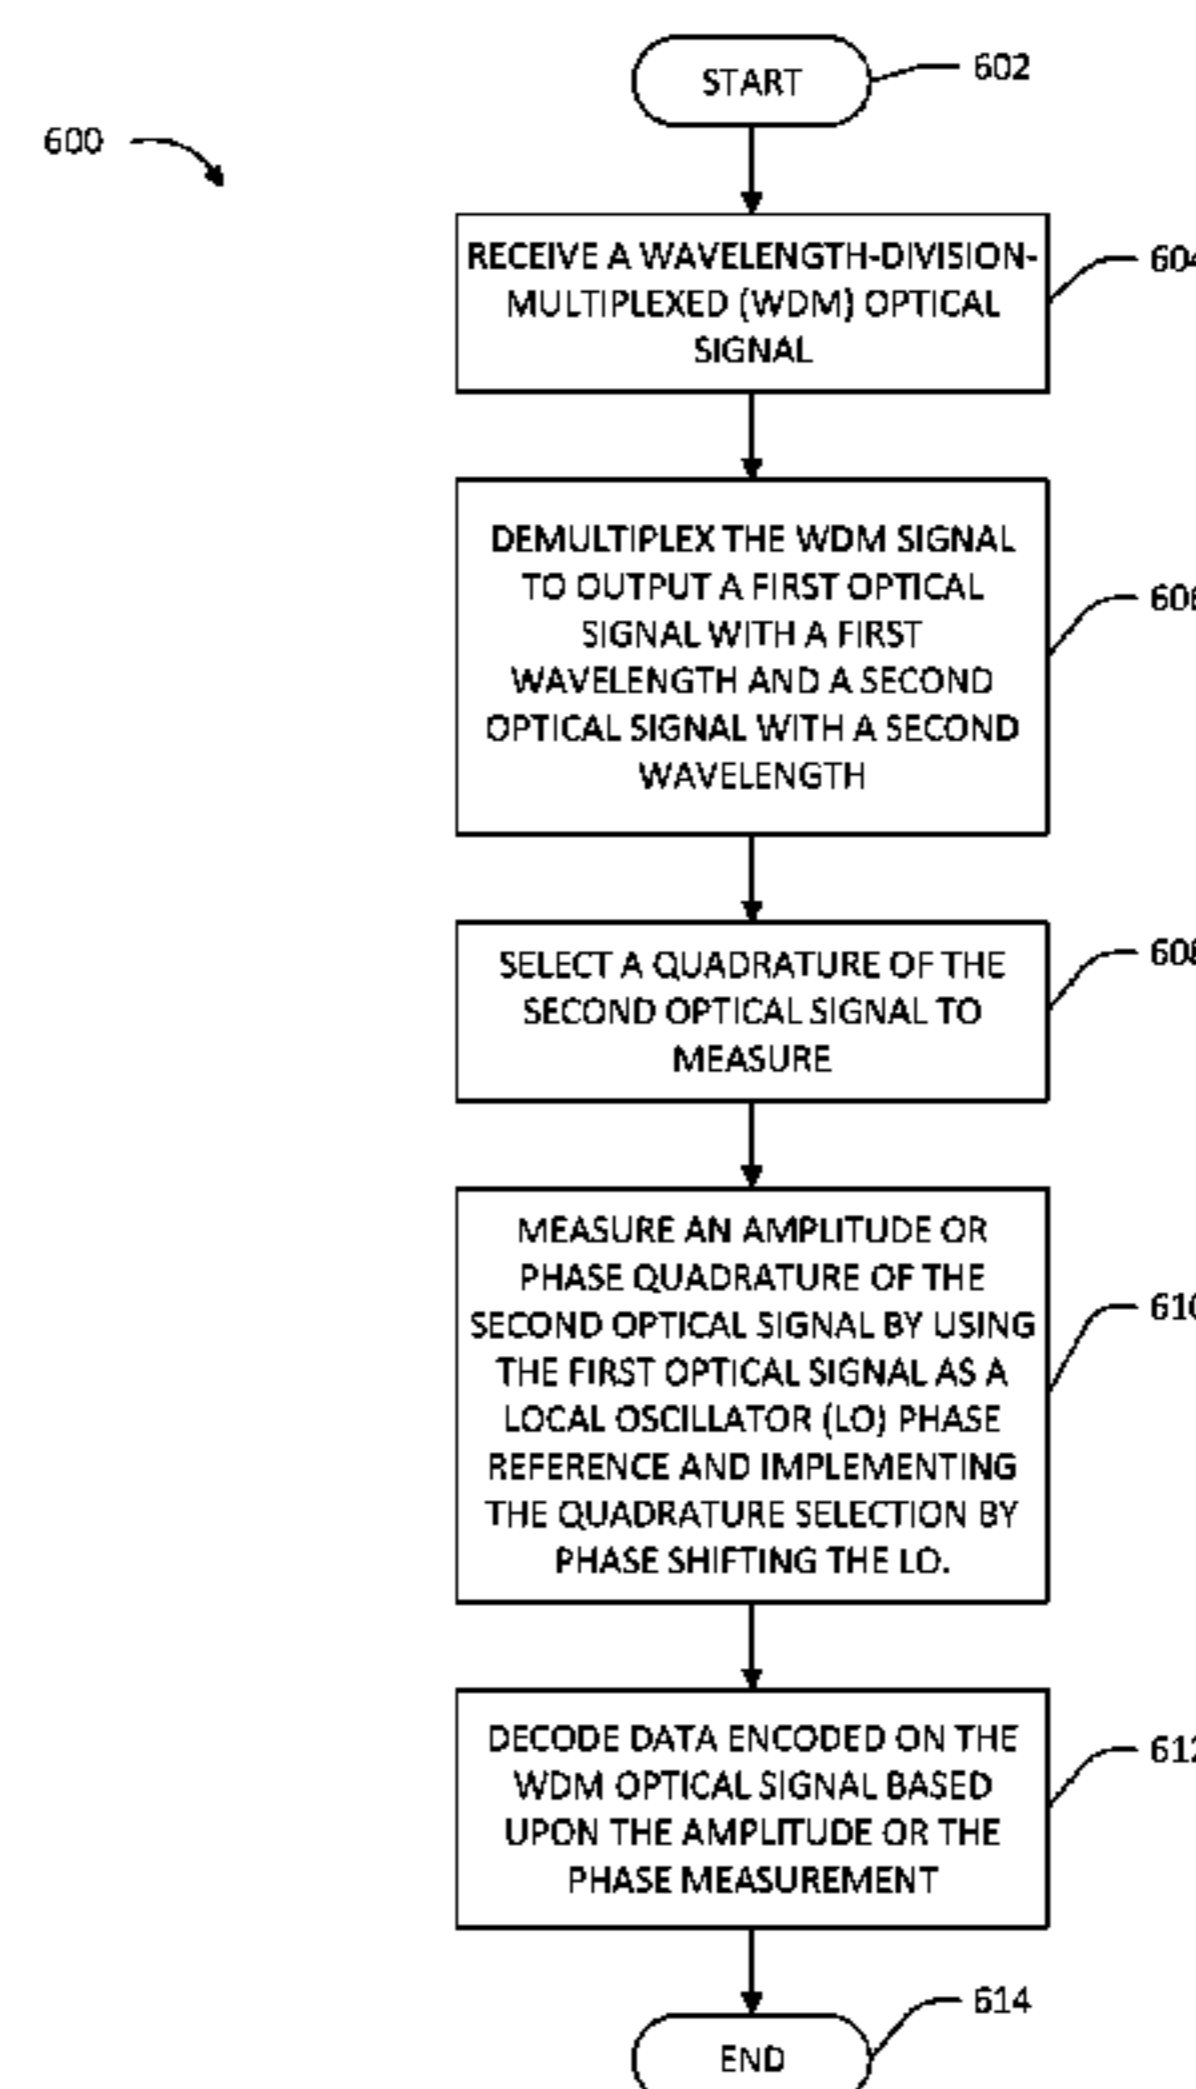 START
602
600
RECEIVE A WAVELENGTH-DIVISION-
MULTIPLEXED (WDM) OPTICAL
SIGNAL
DEMULTIPLEX THE WDM SIGNAL
TO OUTPUT A FIRST OPTICAL
SIGNAL WITH A FIRST
WAVELENGTH AND A SECOND
OPTICAL SIGNAL WITH A SECOND
WAVELENGTH
SELECT A QUADRATURE OF THE
SECOND OPTICAL SIGNAL TO
MEASURE
MEASURE AN AMPLITUDE OR
PHASE QUADRATURE OF THE
SECOND OPTICAL SIGNAL BY USING
THE FIRST OPTICAL SIGNAL AS A
LOCAL OSCILLATOR (LO) PHASE
REFERENCE AND IMPLEMENTING
THE QUADRATURE SELECTION BY
PHASE SHIFTING THE LO.
DECODE DATA ENCODED ON THE
WDM OPTICAL SIGNAL BASED
UPON THE AMPLITUDE OR THE
PHASE MEASUREMENT
614
END